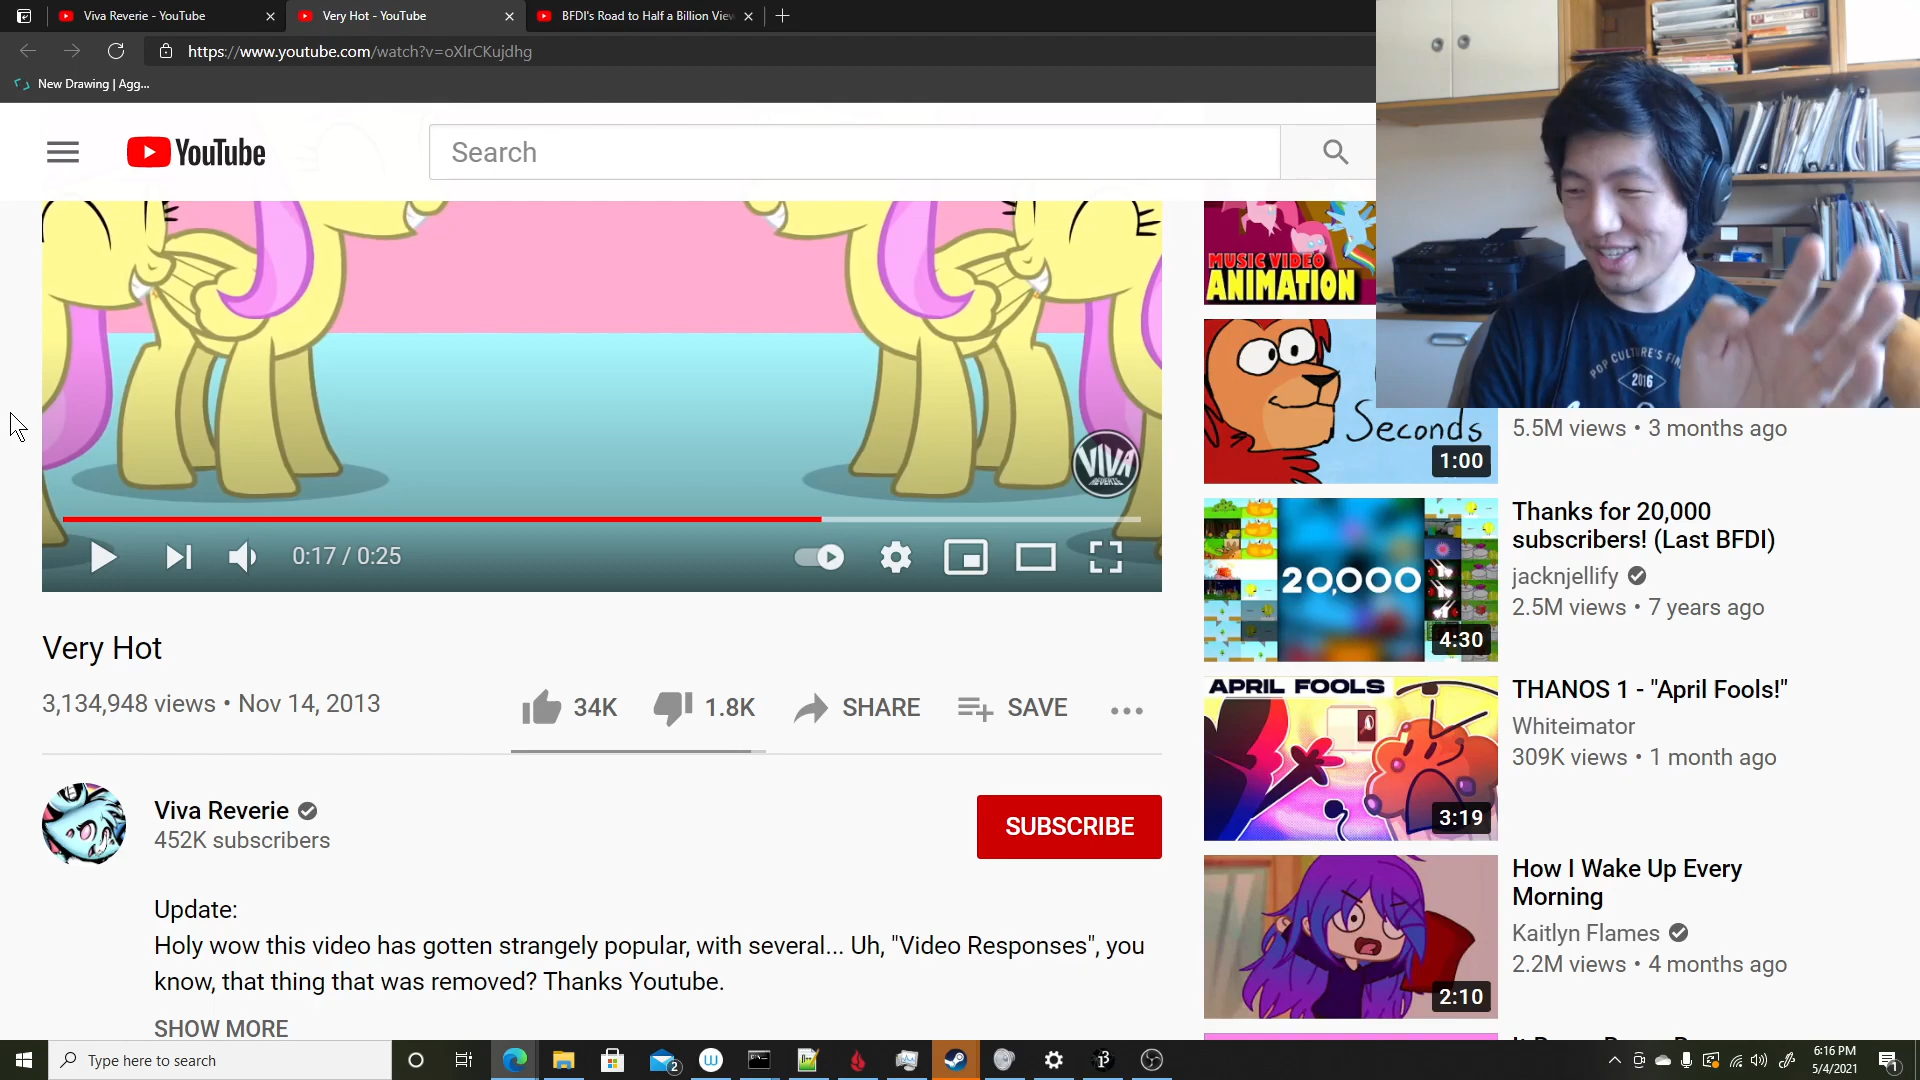 Viva Reverie - YouTube
Very Hot - YouTube
BFDI's Road to Half a Billion View
https://www.youtube.com/watch?v=oXlrCKujdhg
New Drawing | Agg...
YouTube
Search
MUSIC VIDEO
ANIMATION
POP CULTURE'S
2016
Seconds
1:00
5.5M views • 3 months ago
VIVA
REVERIE
0:17 / 0:25
20,000
4:30
Thanks for 20,000
subscribers! (Last BFDI)
jacknjellify
2.5M views • 7 years ago
Very Hot
3,134,948 views • Nov 14, 2013
34K
1.8K
SHARE
SAVE
APRIL FOOLS
3:19
THANOS 1 - "April Fools!"
Whiteimator
309K views • 1 month ago
Viva Reverie
452K subscribers
SUBSCRIBE
Update:
Holy wow this video has gotten strangely popular, with several... Uh, "Video Responses", you
know, that thing that was removed? Thanks Youtube.
SHOW MORE
2:10
How I Wake Up Every
Morning
Kaitlyn Flames
2.2M views • 4 months ago
Type here to search
2
6:16 PM
5/4/2021
1